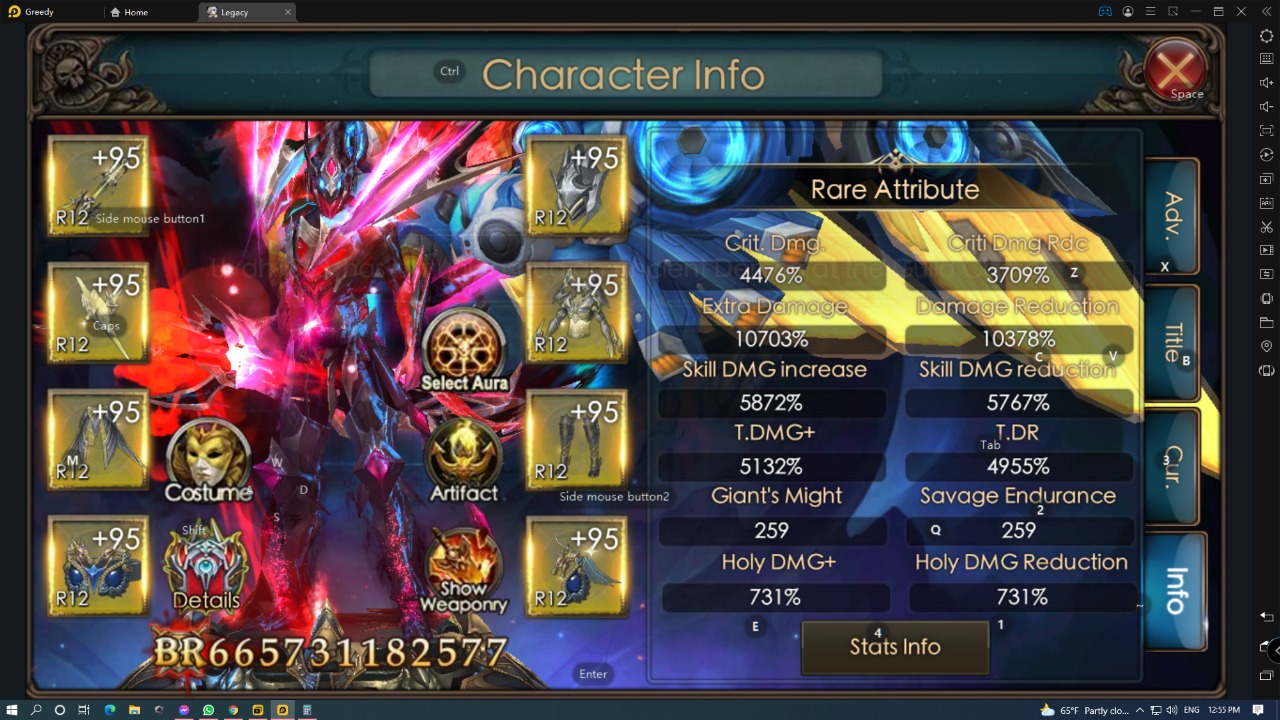 Greedy
Home
Legacy
Ctrl
Character Info
Space
+95
R12
Side mouse button1
+95
R12
Rare Attribute
Adv.
X
Crit. Dmg.
Criti Dmg Rdc
4476%
3709%
Z
+95
Caps
R12
+95
R12
Select Aura
Extra Damage
Damage Reduction
10703%
10378%
C
V
Title
B
Skill DMG increase
Skill DMG reduction
5872%
5767%
+95
M
R12
+95
R12
Costume
W
D
S
Artifact
T.DMG+
T.DR
Tab
5132%
4955%
Cur.
3
Side mouse button2
Giant's Might
Savage Endurance
2
259
Q
259
+95
R12
Shift
Details
Show
Weaponry
+95
R12
Holy DMG+
Holy DMG Reduction
731%
731%
~
Info
E
4
1
Stats Info
BR665731182577
Enter
65°F Partly clo...
ENG
12:55 PM